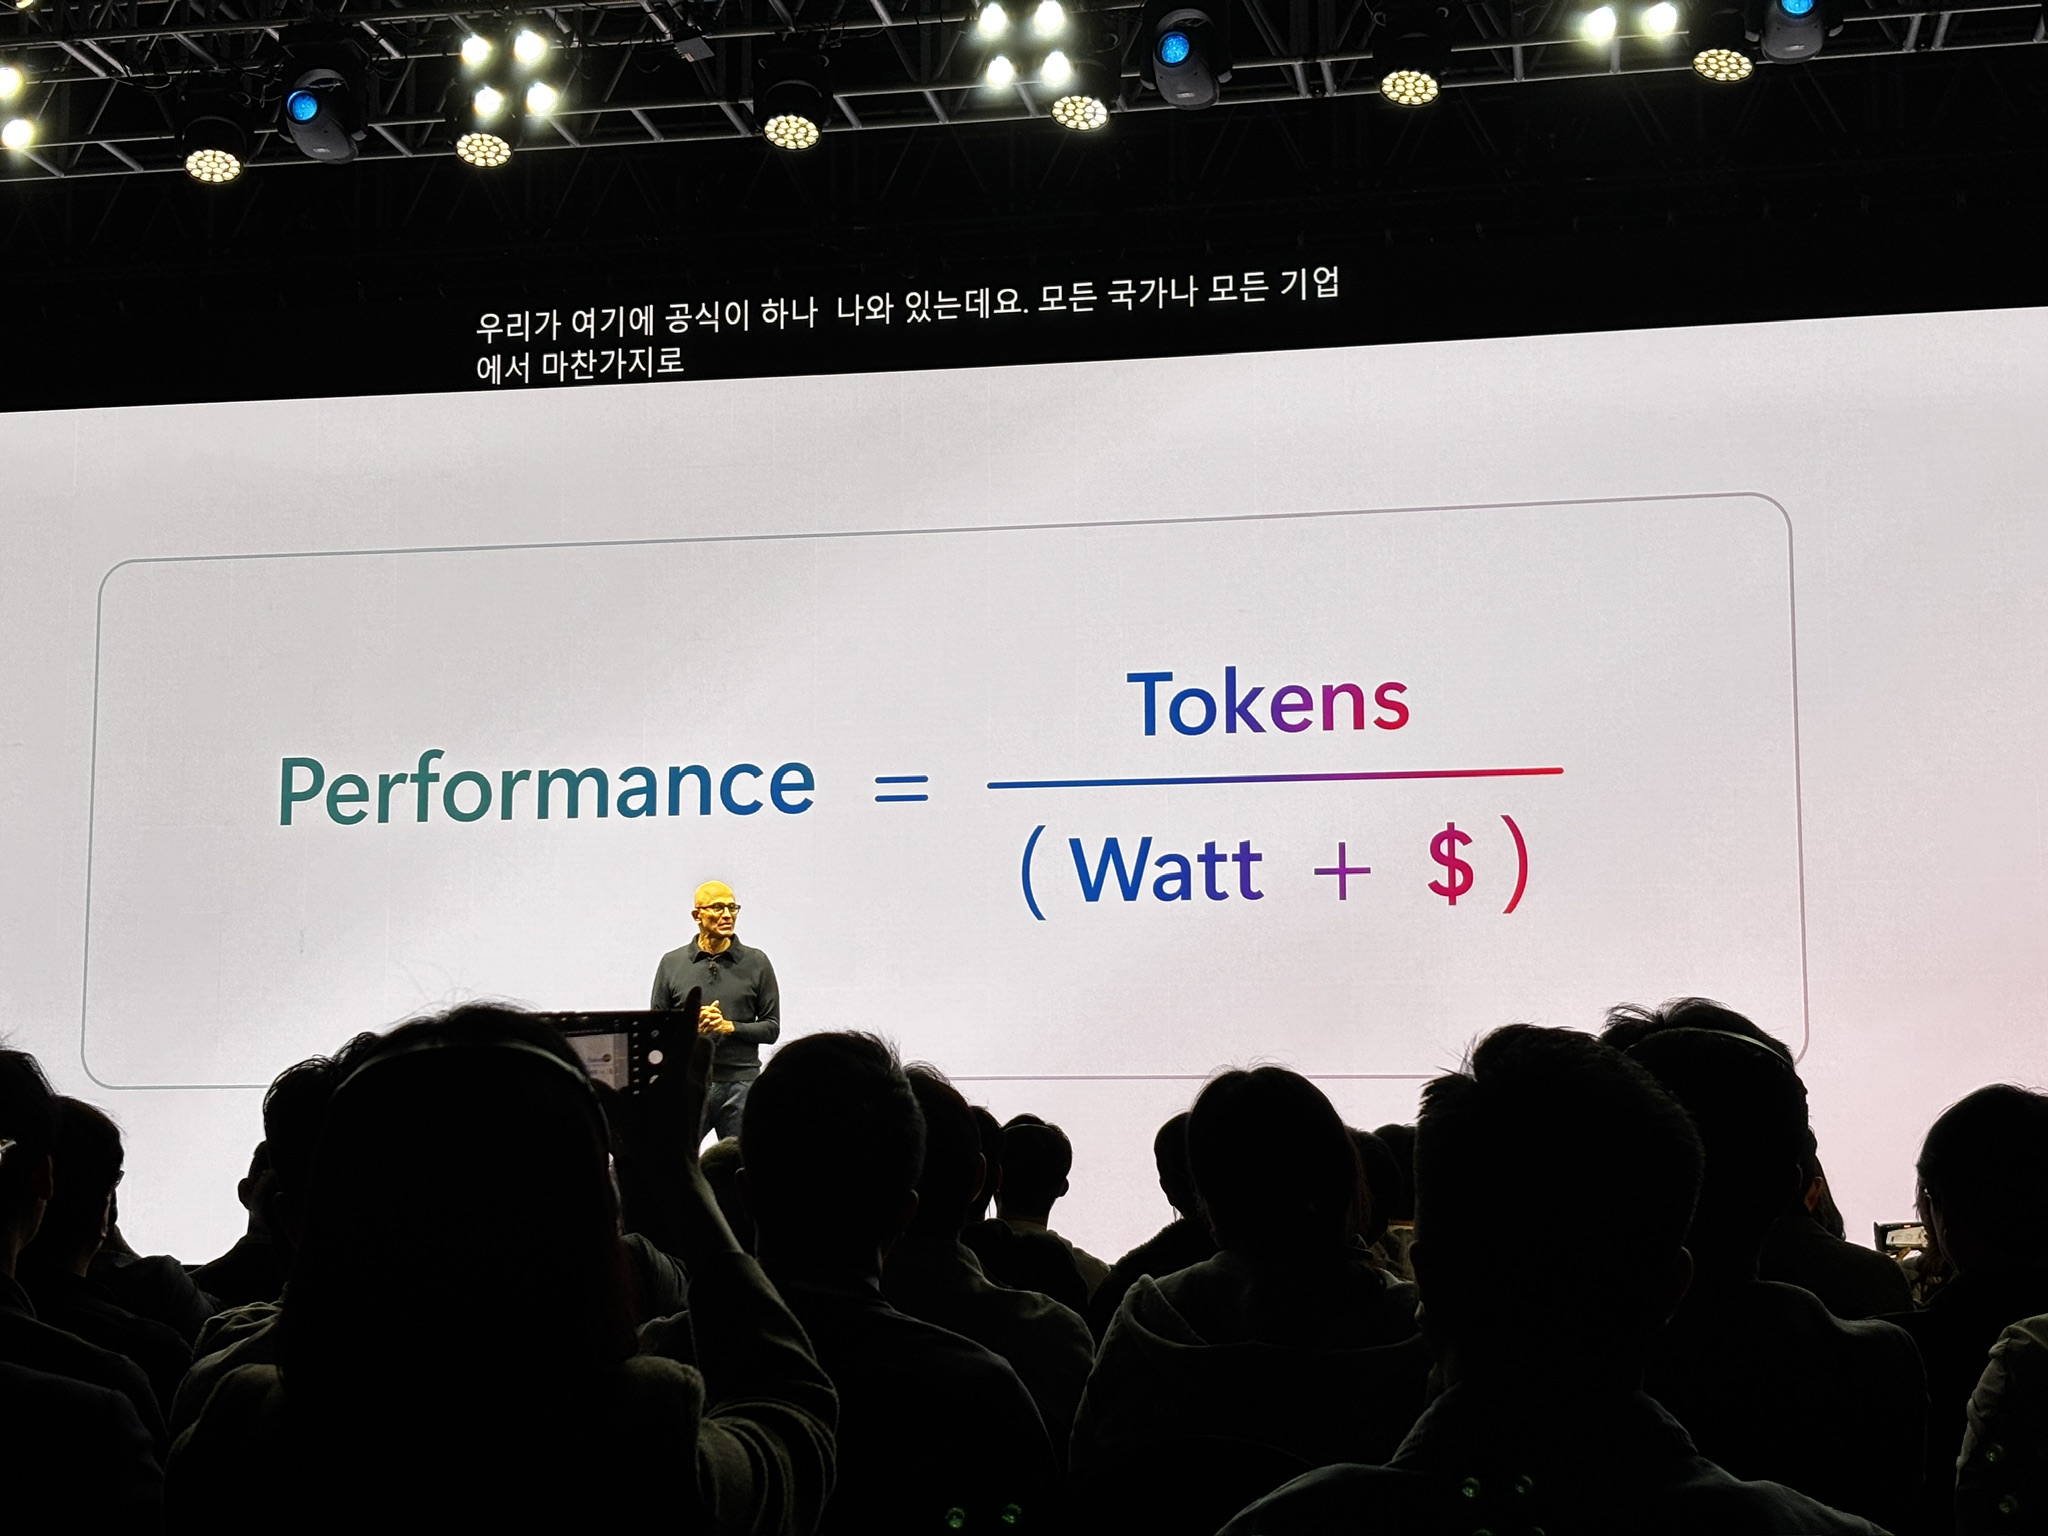 우리가 여기에 공식이 하나 나와 있는데요. 모든 국가나 모든 기업
에서 마찬가지로
Tokens
Performance =
( Watt + $ )